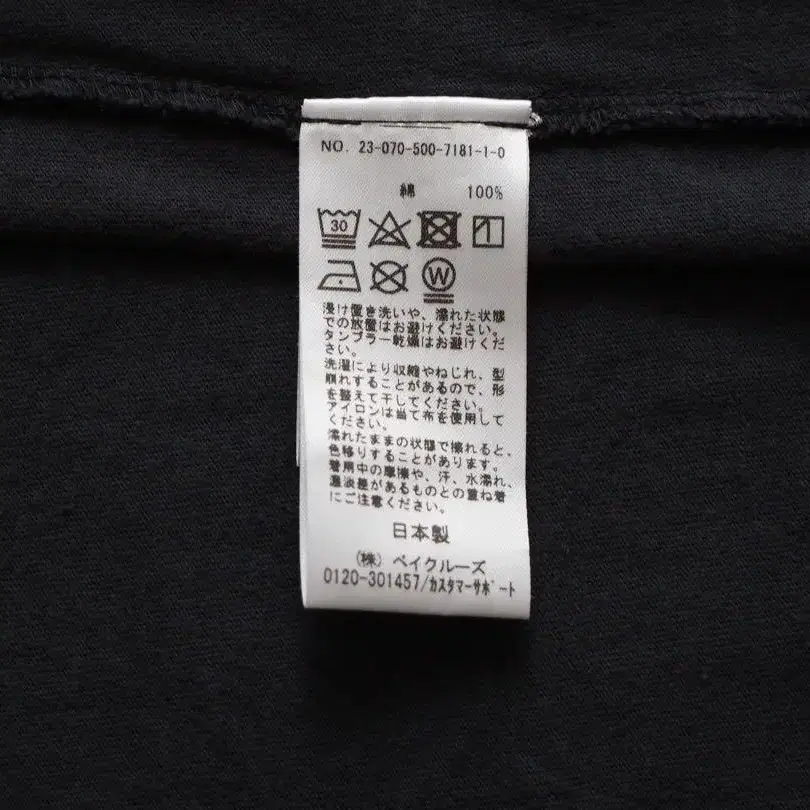 NO. 23-070-500-7181-1-0
綿 100%
30
W
浸け置き洗いや、濡れた状態
での放置はお避けください。
タンブラー乾燥はお避けくだ
さい。
洗濯により収縮やねじれ、型
崩れすることがあるので、形
を整えて干してください。
アイロンは当て布を使用して
ください。
濡れたままの状態で擦れると、
色移りすることがあります。
着用中の摩擦や、汗、水濡れ、
濃淡差があるものとの重ね着
にご注意ください。
日本製
(株) ベイクルーズ
0120-301457/カスタマーサポート